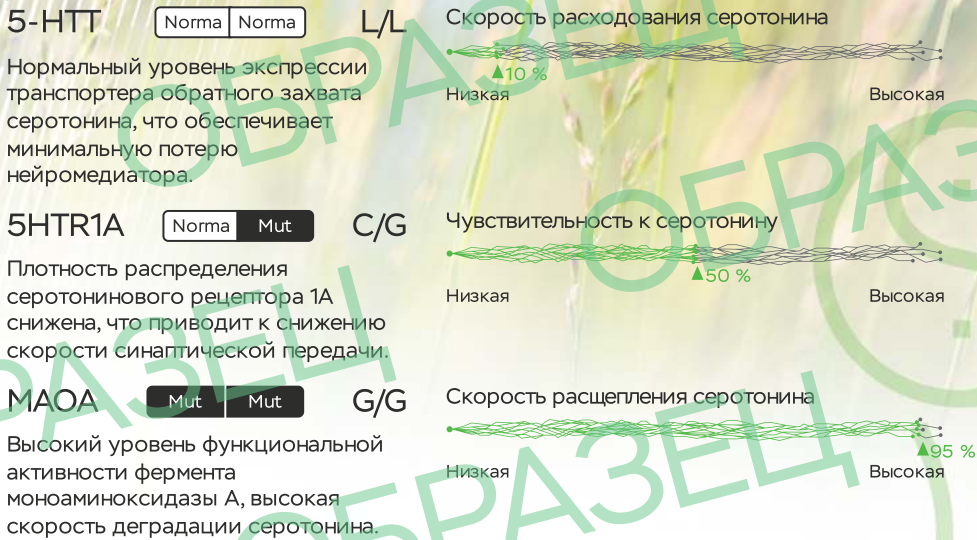 5-HTT Norma Norma L/L
Нормальный уровень экспрессии
транспортера обратного захвата
серотонина, что обеспечивает
минимальную потерю
нейромедиатора.
Скорость расходования серотонина
10 %
Низкая Высокая
5HTR1A Norma Mut C/G
Плотность распределения
серотонинового рецептора 1А
снижена, что приводит к снижению
скорости синаптической передачи.
Чувствительность к серотонину
50 %
Низкая Высокая
MAOA Mut Mut G/G
Высокий уровень функциональной
активности фермента
моноаминоксидазы А, высокая
скорость деградации серотонина.
Скорость расщепления серотонина
95 %
Низкая Высокая
ОБРАЗЕЦ
ОБРАЗ
РАЗЕЦ
ОБРАЗЕЦ